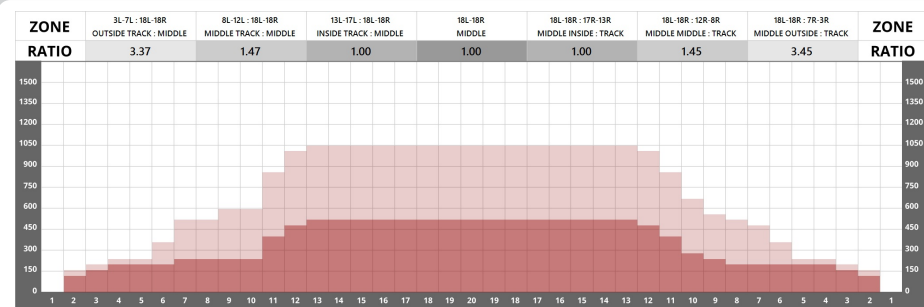 ZONE 3L-7L : 18L-18R 8L-12L : 18L-18R 13L-17L : 18L-18R 18L-18R 18L-18R : 17R-13R 18L-18R : 12R-8R 18L-18R : 7R-3R ZONE
OUTSIDE TRACK : MIDDLE MIDDLE TRACK : MIDDLE INSIDE TRACK : MIDDLE MIDDLE MIDDLE INSIDE : TRACK MIDDLE MIDDLE : TRACK MIDDLE OUTSIDE : TRACK
RATIO 3.37 1.47 1.00 1.00 1.00 1.45 3.45 RATIO
1500 1500
1350 1350
1200 1200
1050 1050
900 900
750 750
600 600
450 450
300 300
150 150
0 0
1 2 3 4 5 6 7 8 9 10 11 12 13 14 15 16 17 18 19 20 19 18 17 16 15 14 13 12 11 10 9 8 7 6 5 4 3 2 1